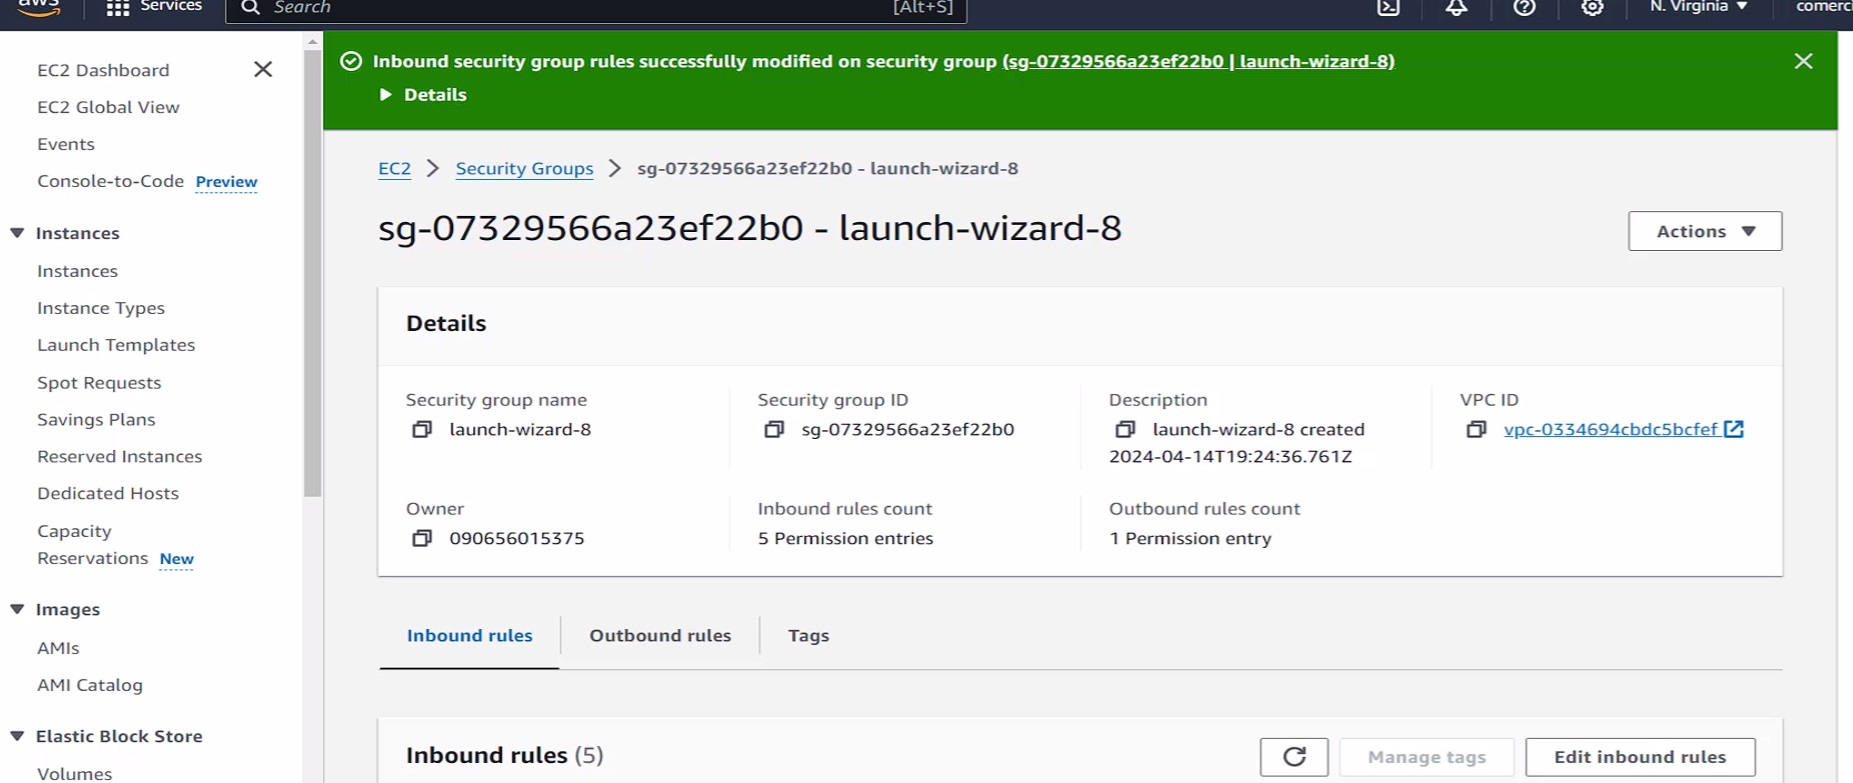 aws
Services
Search
[Alt+S]
N. Virginia
comerc
EC2 Dashboard
EC2 Global View
Events
Console-to-Code Preview
Instances
Instances
Instance Types
Launch Templates
Spot Requests
Savings Plans
Reserved Instances
Dedicated Hosts
Capacity
Reservations New
Images
AMIs
AMI Catalog
Elastic Block Store
Volumes
Inbound security group rules successfully modified on security group (sg-07329566a23ef22b0 | launch-wizard-8)
Details
EC2 > Security Groups > sg-07329566a23ef22b0 - launch-wizard-8
sg-07329566a23ef22b0 - launch-wizard-8
Actions
Details
Security group name
launch-wizard-8
Security group ID
sg-07329566a23ef22b0
Description
launch-wizard-8 created
2024-04-14T19:24:36.761Z
VPC ID
vpc-0334694cbdc5bcfef
Owner
090656015375
Inbound rules count
5 Permission entries
Outbound rules count
1 Permission entry
Inbound rules
Outbound rules
Tags
Inbound rules (5)
Manage tags
Edit inbound rules